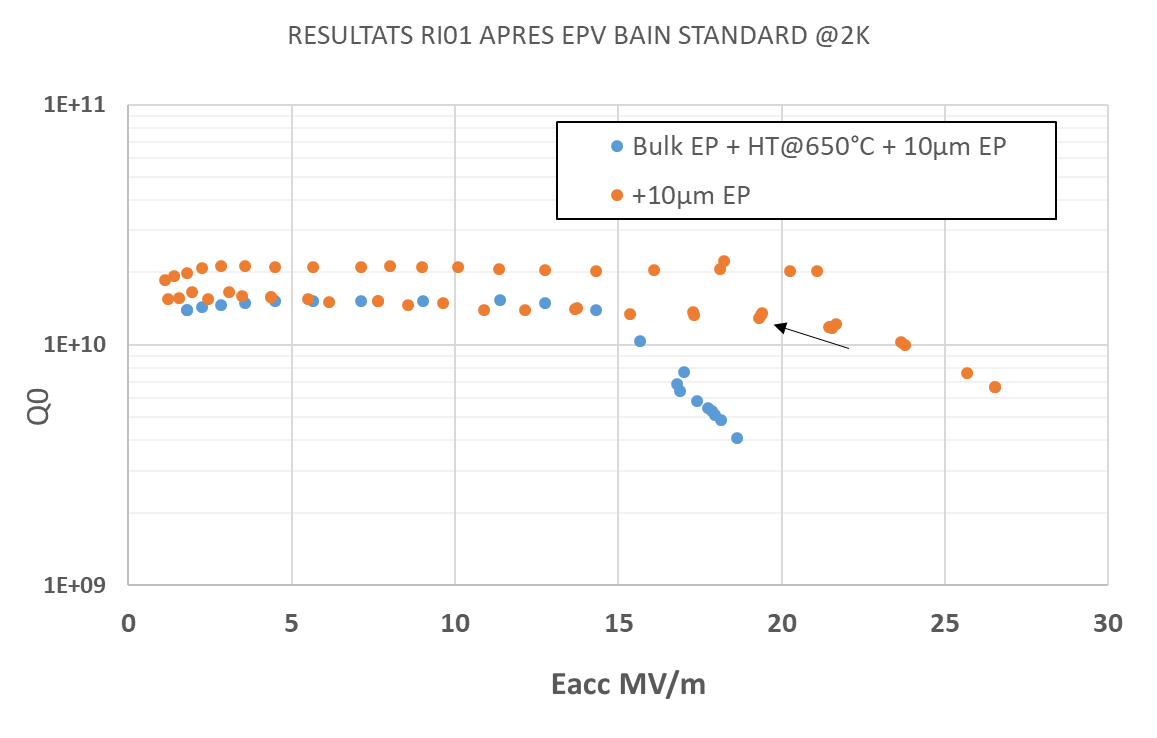 RESULTATS RI01 APRES EPV BAIN STANDARD @2K
1E+11
Bulk EP + HT@650°C + 10µm EP
+10µm EP
1E+10
Q0
1E+09
0 5 10 15 20 25 30
Eacc MV/m